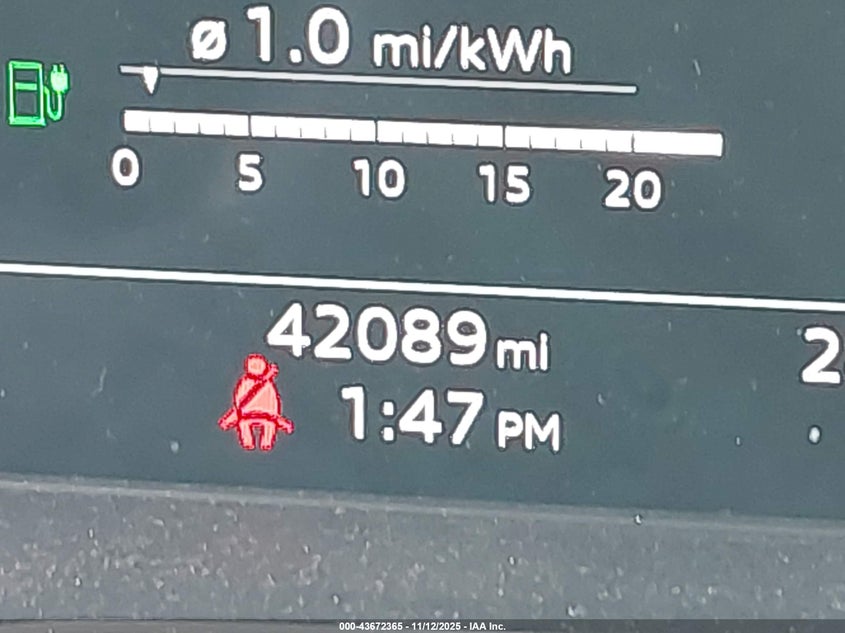 ø 1.0 mi/kWh
0 5 10 15 20
42089 mi
2
1:47 PM
000-43672365 - 11/12/2025 - IAA Inc.